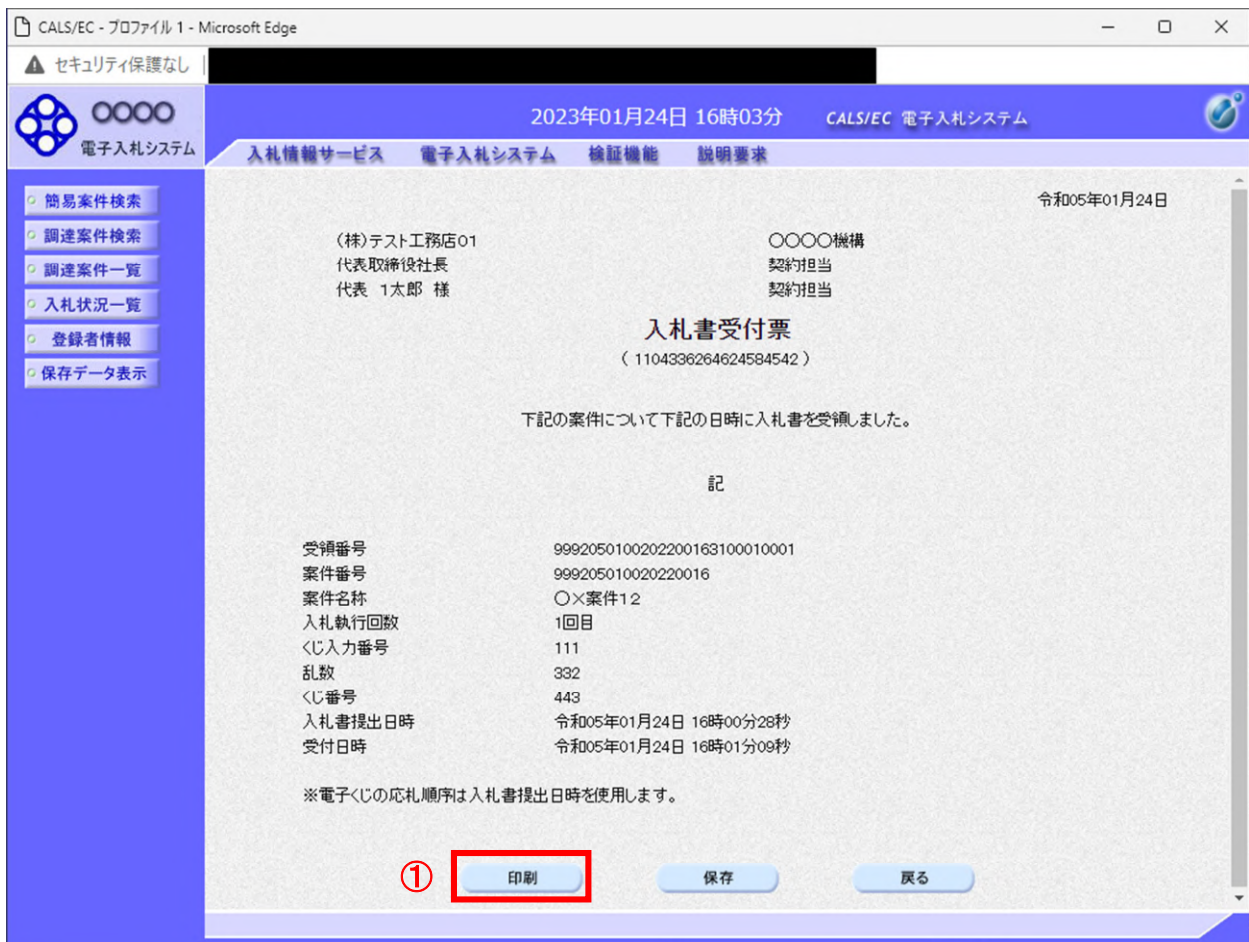 CALS/EC - プロファイル 1 - Microsoft Edge
セキュリティ保護なし
〇〇〇〇
電子入札システム
2023年01月24日 16時03分 CALS/EC 電子入札システム
入札情報サービス 電子入札システム 検証機能 説明要求
簡易案件検索
調達案件検索
調達案件一覧
入札状況一覧
登録者情報
保存データ表示
令和05年01月24日
(株)テスト工務店01 〇〇〇〇機構
代表取締役社長 契約担当
代表 1太郎 様 契約担当
入札書受付票
( 1104336264624584542 )
下記の案件について下記の日時に入札書を受領しました。
記
受領番号 9992050100202200163100010001
案件番号 999205010020220016
案件名称 〇×案件12
入札執行回数 1回目
くじ入力番号 111
乱数 332
くじ番号 443
入札書提出日時 令和05年01月24日 16時00分28秒
受付日時 令和05年01月24日 16時01分09秒
※電子くじの応札順序は入札書提出日時を使用します。
① 印刷 保存 戻る